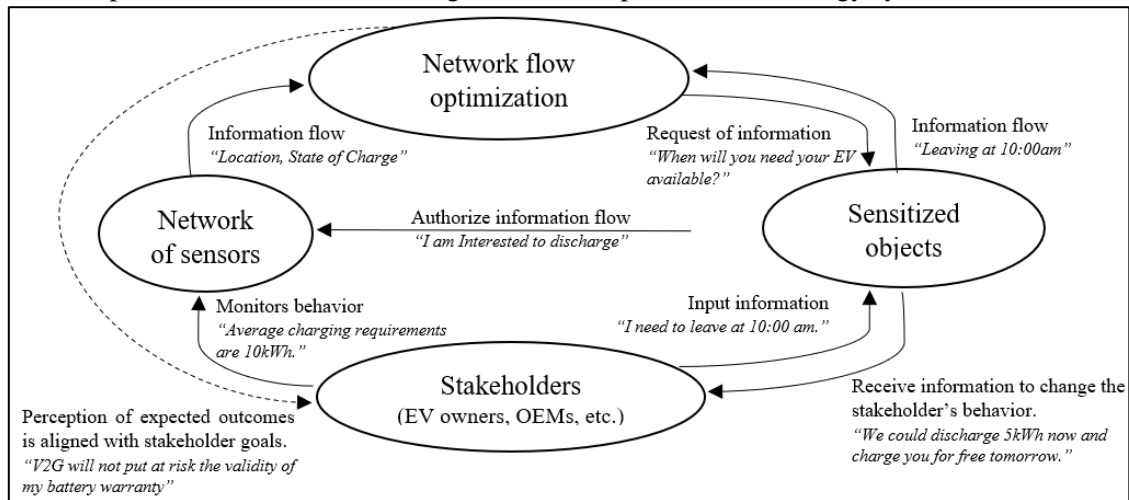 Network flow
optimization
Information flow
“Location, State of Charge”
Request of information
“When will you need your EV
available?”
Information flow
“Leaving at 10:00am”
Network
of sensors
Authorize information flow
“I am Interested to discharge”
Sensitized
objects
Monitors behavior
“Average charging requirements
are 10kWh.”
Input information
“I need to leave at 10:00 am.”
Stakeholders
(EV owners, OEMs, etc.)
Perception of expected outcomes
is aligned with stakeholder goals.
“V2G will not put at risk the validity of
my battery warranty”
Receive information to change the
stakeholder’s behavior.
“We could discharge 5kWh now and
charge you for free tomorrow.”